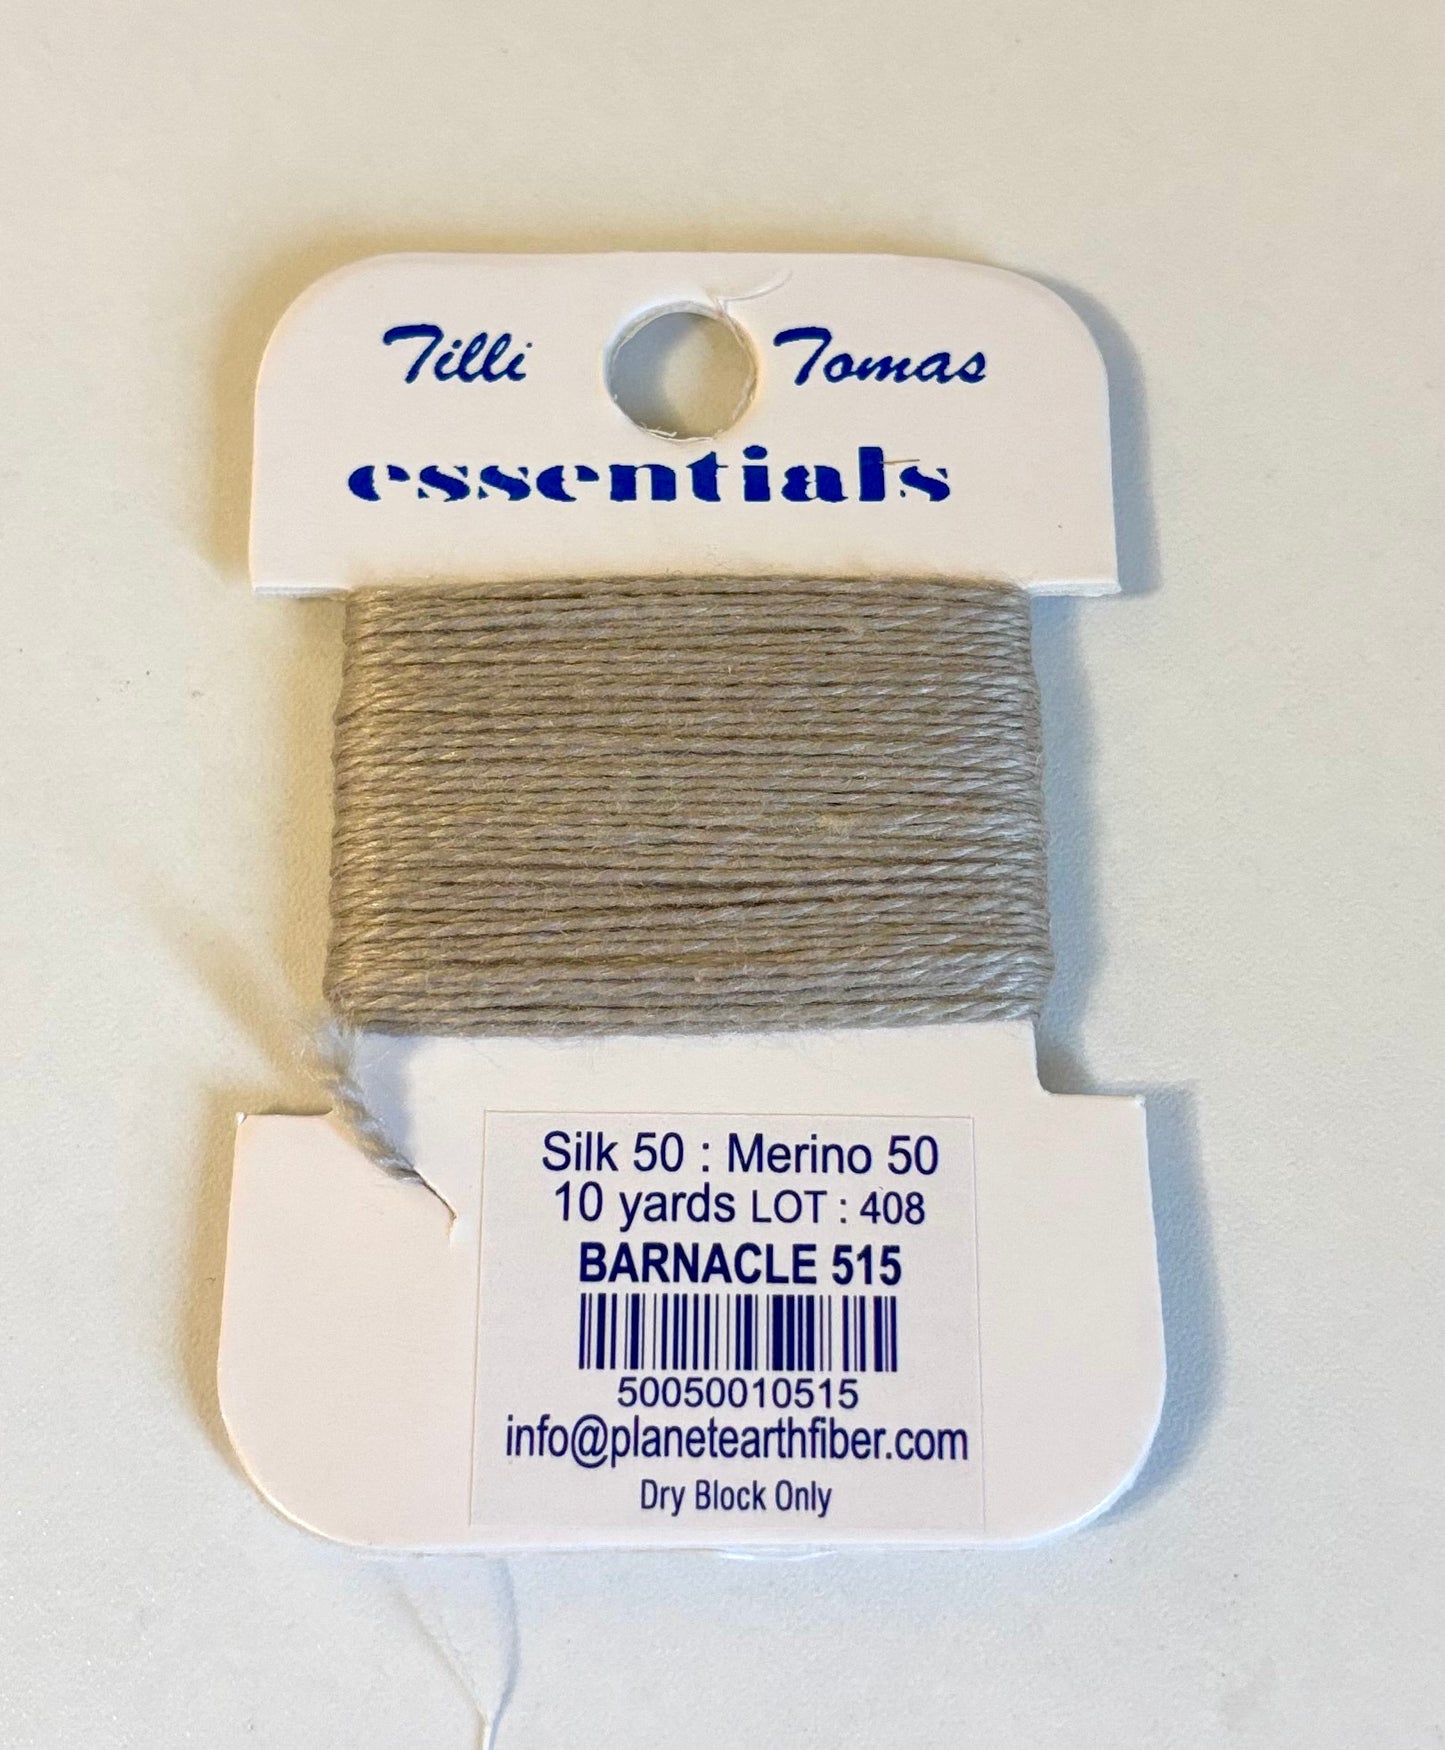 Tilli Tomas
essentials
Silk 50 : Merino 50
10 yards LOT : 408
BARNACLE 515
50050010515
info@planetearthfiber.com
Dry Block Only